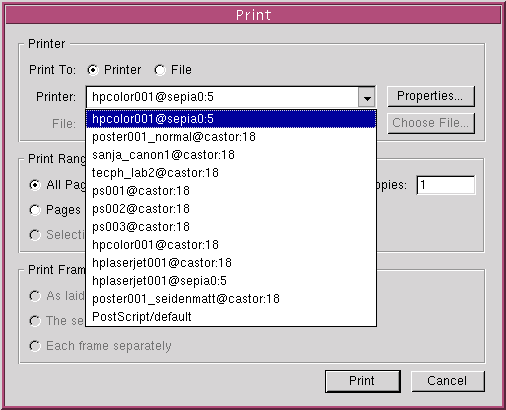 Print
Printer
Print To: Printer File
Printer: hpcolor001@sepia0:5 Properties...
File: Choose File...
hpcolor001@sepia0:5
poster001_normal@castor:18
sanja_canon1@castor:18
tecph_lab2@castor:18
ps001@castor:18
ps002@castor:18
ps003@castor:18
hpcolor001@castor:18
hplaserjet001@castor:18
hplaserjet001@sepia0:5
poster001_seidenmatt@castor:18
PostScript/default
Print Rang
All Pag opies: 1
Pages
Selecti
Print Fram
As laid
The se
Each frame separately
Print Cancel